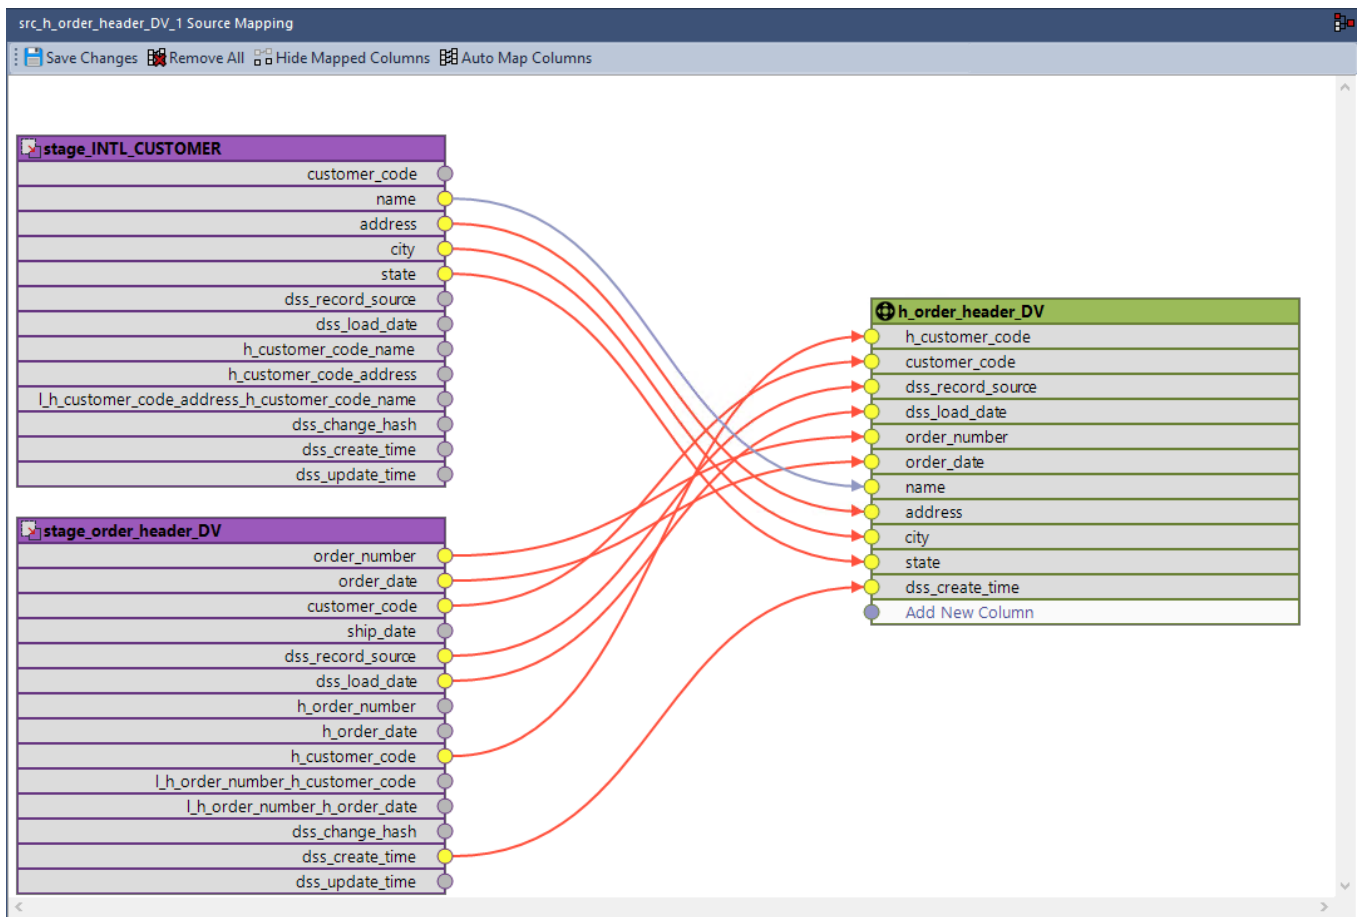 src_h_order_header_DV_1 Source Mapping
Save Changes Remove All Hide Mapped Columns Auto Map Columns
stage_INTL_CUSTOMER
customer_code
name
address
city
state
dss_record_source
dss_load_date
h_customer_code_name
h_customer_code_address
l_h_customer_code_address_h_customer_code_name
dss_change_hash
dss_create_time
dss_update_time
stage_order_header_DV
order_number
order_date
customer_code
ship_date
dss_record_source
dss_load_date
h_order_number
h_order_date
h_customer_code
l_h_order_number_h_customer_code
l_h_order_number_h_order_date
dss_change_hash
dss_create_time
dss_update_time
h_order_header_DV
h_customer_code
customer_code
dss_record_source
dss_load_date
order_number
order_date
name
address
city
state
dss_create_time
Add New Column